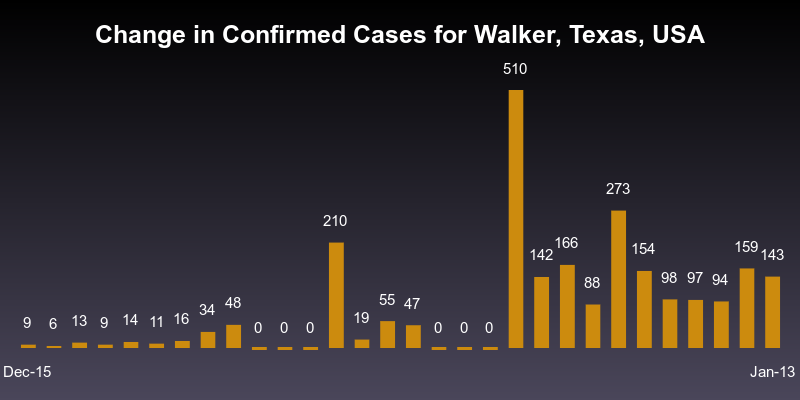 Change in Confirmed Cases for Walker, Texas, USA
9 6 13 9 14 11 16 34 48 0 0 0 210 19 55 47 0 0 0 510 142 166 88 273 154 98 97 94 159 143
Dec-15 Jan-13